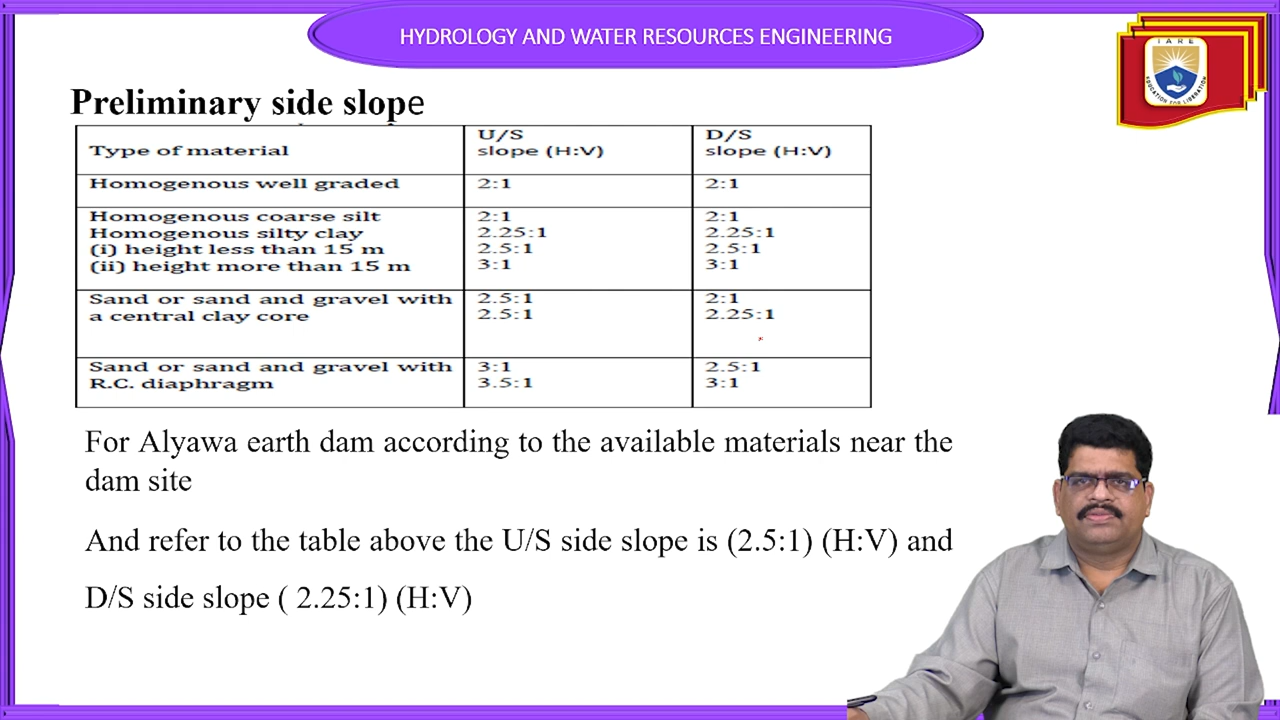 HYDROLOGY AND WATER RESOURCES ENGINEERING
IARE
EDUCATION FOR LIBERATION
Preliminary side slope
Type of material
U/S
slope (H:V)
D/S
slope (H:V)
Homogenous well graded
2:1
2:1
Homogenous coarse silt
Homogenous silty clay
(i) height less than 15 m
(ii) height more than 15 m
2:1
2.25:1
2.5:1
3:1
2:1
2.25:1
2.5:1
3:1
Sand or sand and gravel with
a central clay core
2.5:1
2.5:1
2:1
2.25:1
Sand or sand and gravel with
R.C. diaphragm
3:1
3.5:1
2.5:1
3:1
For Alyawa earth dam according to the available materials near the
dam site
And refer to the table above the U/S side slope is (2.5:1) (H:V) and
D/S side slope ( 2.25:1) (H:V)